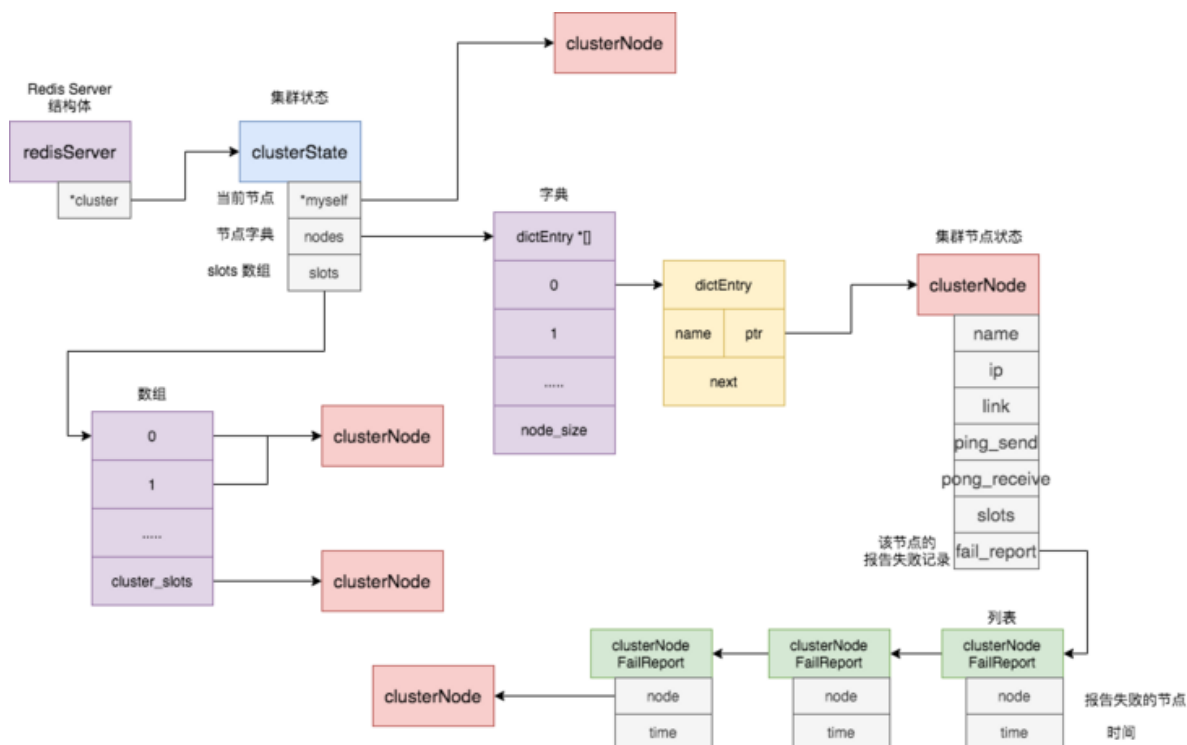 clusterNode
Redis Server
结构体
集群状态
redisServer
clusterState
*cluster
当前节点
*myself
节点字典
nodes
slots 数组
slots
字典
dictEntry *[]
0
1
.....
node_size
dictEntry
name
ptr
next
集群节点状态
clusterNode
name
ip
link
ping_send
pong_receive
slots
该节点的
报告失败记录
fail_report
数组
0
1
.....
cluster_slots
clusterNode
clusterNode
列表
clusterNode
FailReport
node
time
clusterNode
FailReport
node
time
clusterNode
FailReport
node
time
报告失败的节点
时间
clusterNode